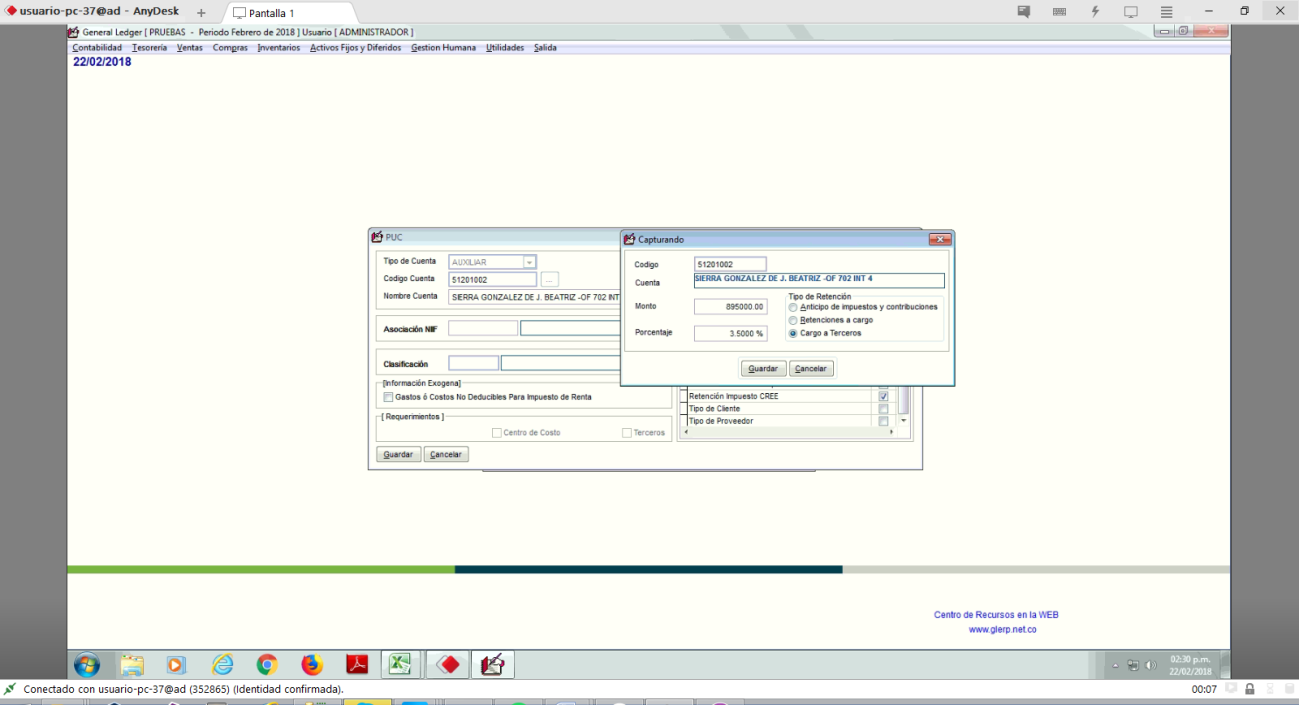 usuario-pc-37@ad - AnyDesk + Pantalla 1
General Ledger [ PRUEBAS - Periodo Febrero de 2018 ] Usuario [ ADMINISTRADOR ]
Contabilidad Tesorería Ventas Compras Inventarios Activos Fijos y Diferidos Gestion Humana Utilidades Salida
22/02/2018
PUC
Tipo de Cuenta AUXILIAR
Codigo Cuenta 51201002 ...
Nombre Cuenta SIERRA GONZALEZ DE J. BEATRIZ -OF 702 INT
Asociación NIIF
Clasificación
[Información Exogena]
Gastos ó Costos No Deducibles Para Impuesto de Renta
[ Requerimientos ]
Centro de Costo Terceros
Guardar Cancelar
Capturando
Codigo 51201002
Cuenta SIERRA GONZALEZ DE J. BEATRIZ -OF 702 INT 4
Monto 895000.00
Porcentaje 3.5000 %
Tipo de Retención
Anticipo de impuestos y contribuciones
Retenciones a cargo
Cargo a Terceros
Guardar Cancelar
Retención Impuesto CREE
Tipo de Cliente
Tipo de Proveedor
Centro de Recursos en la WEB
www.glerp.net.co
02:30 p.m.
22/02/2018
Conectado con usuario-pc-37@ad (352865) (Identidad confirmada).
00:07